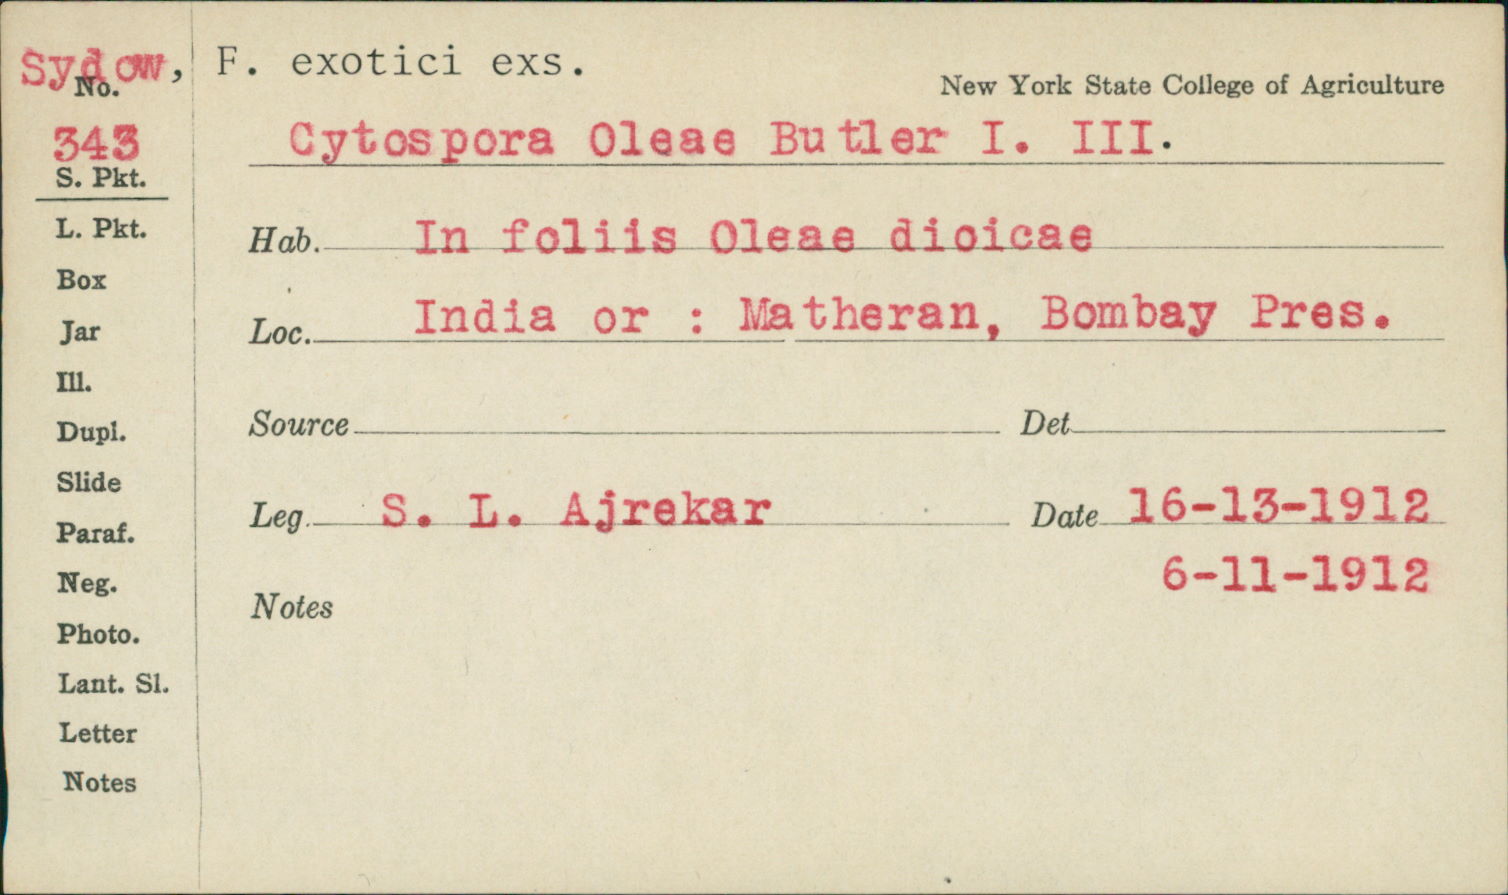 Sydow, F. exotici exs.
No.
New York State College of Agriculture
343
Cytospora Oleae Butler I. III.
S. Pkt.
L. Pkt.
Hab. In foliis Oleae dioicae
Box
Loc. India or : Matheran, Bombay Pres.
Jar
Ill.
Dupl.
Source Det
Slide
Leg. S. L. Ajrekar Date 16-13-1912
Paraf.
6-11-1912
Neg.
Notes
Photo.
Lant. Sl.
Letter
Notes